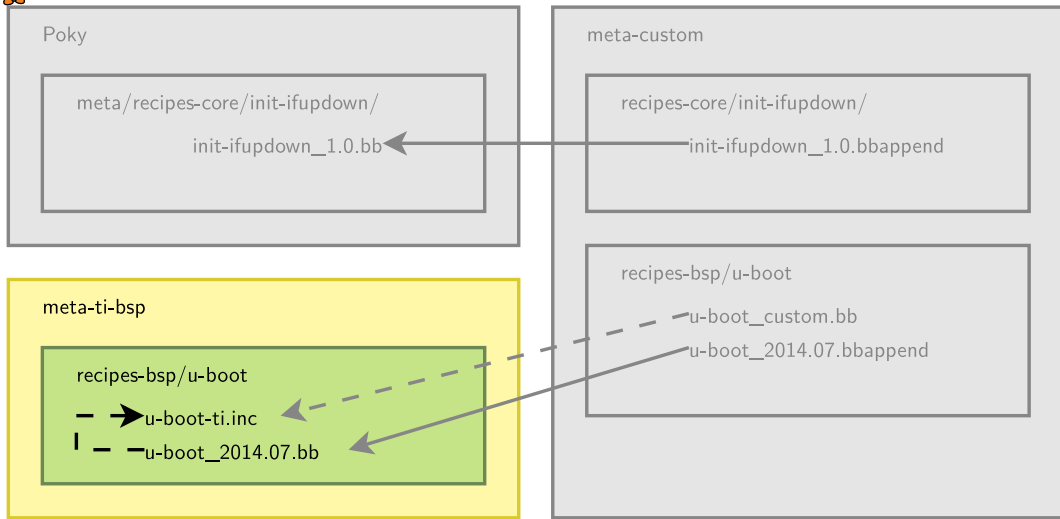 Poky
meta/recipes-core/init-ifupdown/
init-ifupdown_1.0.bb
meta-custom
recipes-core/init-ifupdown/
init-ifupdown_1.0.bbappend
recipes-bsp/u-boot
u-boot_custom.bb
u-boot_2014.07.bbappend
meta-ti-bsp
recipes-bsp/u-boot
u-boot-ti.inc
u-boot_2014.07.bb